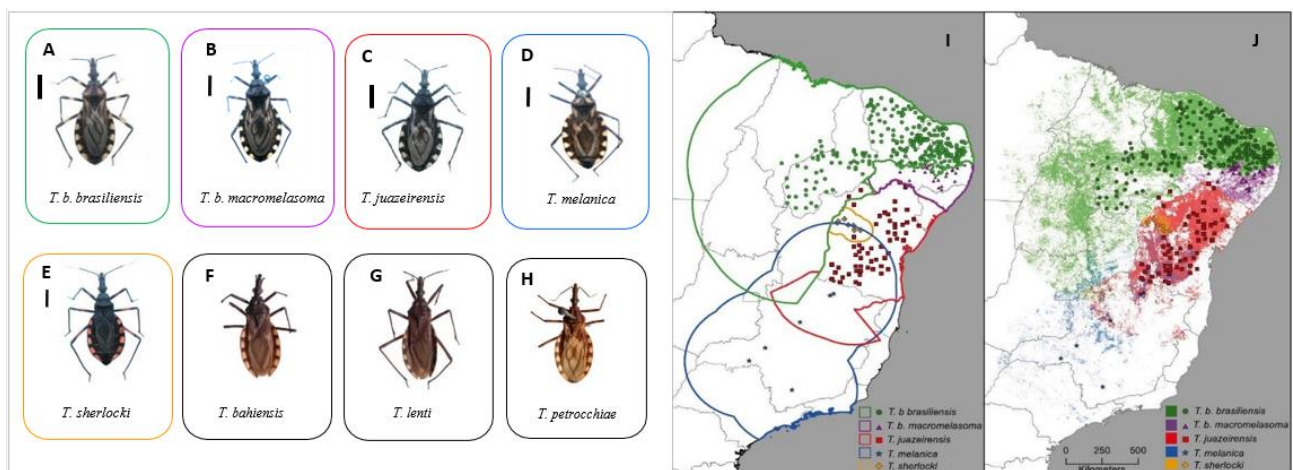 A
B
C
D
T. b. brasiliensis
T. b. macromelasoma
T. juazeirensis
T. melanica
E
F
G
H
T. sherlocki
T. bahiensis
T. lenti
T. petrocchiae
I
T. b brasiliensis
T. b. macromelasoma
T. juazeirensis
T. melanica
T. sherlocki
J
T. b. brasiliensis
T. b. macromelasoma
T. juazeirensis
T. melanica
T. sherlocki
0 250 500
Kilometers